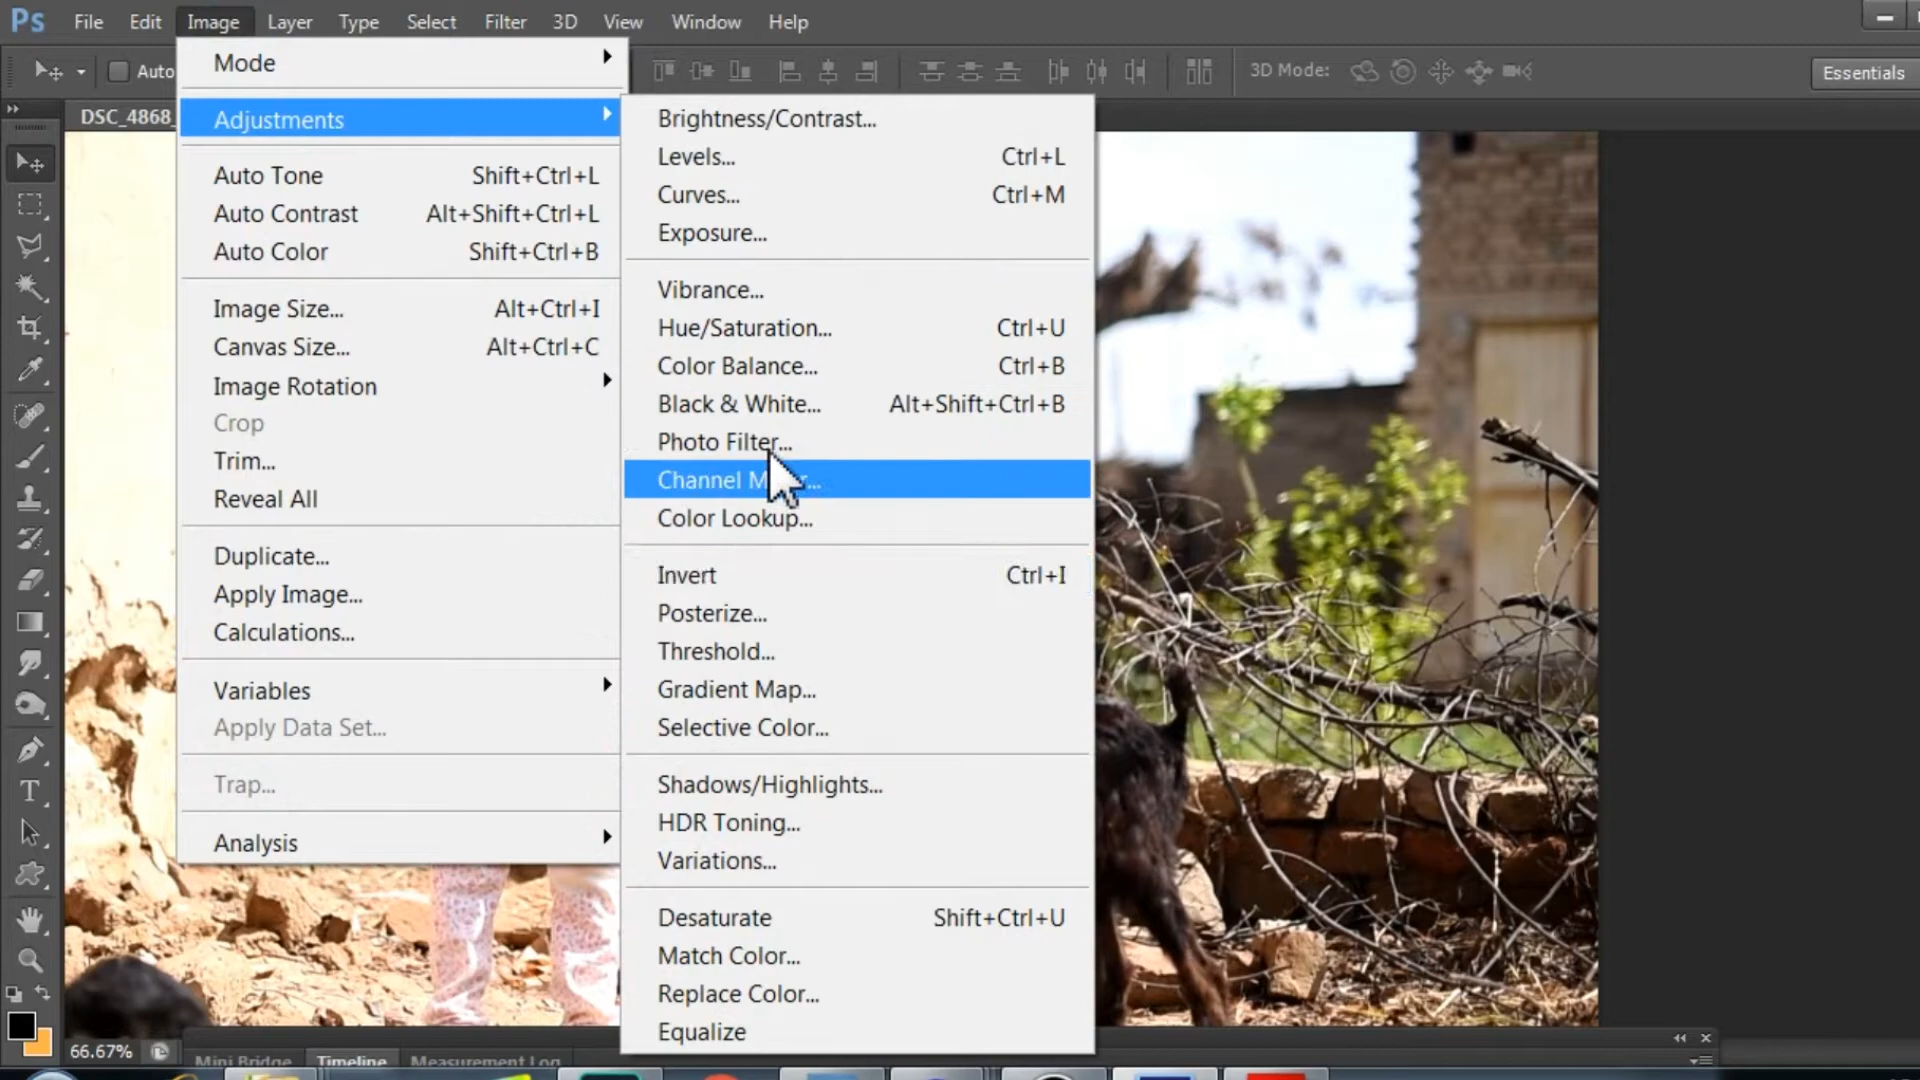 Ps File Edit Image Layer Type Select Filter 3D View Window Help
Auto
3D Mode:
Essentials
DSC_4868_
Mode
Adjustments
Auto Tone Shift+Ctrl+L
Auto Contrast Alt+Shift+Ctrl+L
Auto Color Shift+Ctrl+B
Image Size... Alt+Ctrl+I
Canvas Size... Alt+Ctrl+C
Image Rotation
Crop
Trim...
Reveal All
Duplicate...
Apply Image...
Calculations...
Variables
Apply Data Set...
Trap...
Analysis
Brightness/Contrast...
Levels... Ctrl+L
Curves... Ctrl+M
Exposure...
Vibrance...
Hue/Saturation... Ctrl+U
Color Balance... Ctrl+B
Black & White... Alt+Shift+Ctrl+B
Photo Filter...
Channel M r...
Color Lookup...
Invert Ctrl+I
Posterize...
Threshold...
Gradient Map...
Selective Color...
Shadows/Highlights...
HDR Toning...
Variations...
Desaturate Shift+Ctrl+U
Match Color...
Replace Color...
Equalize
66.67%
Mini Bridge Timeline Measurement Log